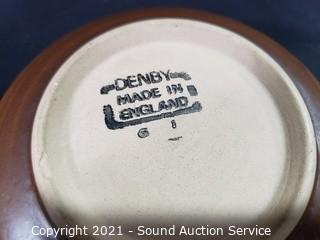 DENBY
MADE IN
ENGLAND
G I
Copyright 2021 - Sound Auction Service